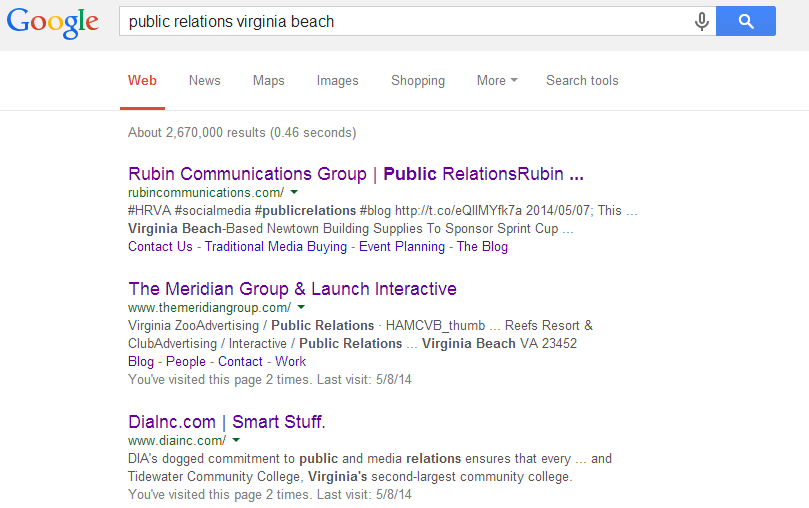 Google public relations virginia beach
Web News Maps Images Shopping More Search tools
About 2,670,000 results (0.46 seconds)
Rubin Communications Group | Public RelationsRubin ...
rubincommunications.com/
#HRVA #socialmedia #publicrelations #blog http://t.co/eQIIMYfk7a 2014/05/07; This ...
Virginia Beach-Based Newtown Building Supplies To Sponsor Sprint Cup ...
Contact Us - Traditional Media Buying - Event Planning - The Blog
The Meridian Group & Launch Interactive
www.themeridiangroup.com/
Virginia ZooAdvertising / Public Relations · HAMCVB_thumb ... Reefs Resort &
ClubAdvertising / Interactive / Public Relations ... Virginia Beach VA 23452
Blog - People - Contact - Work
You've visited this page 2 times. Last visit: 5/8/14
DiaInc.com | Smart Stuff.
www.diainc.com/
DIA's dogged commitment to public and media relations ensures that every ... and
Tidewater Community College, Virginia's second-largest community college.
You've visited this page 2 times. Last visit: 5/8/14